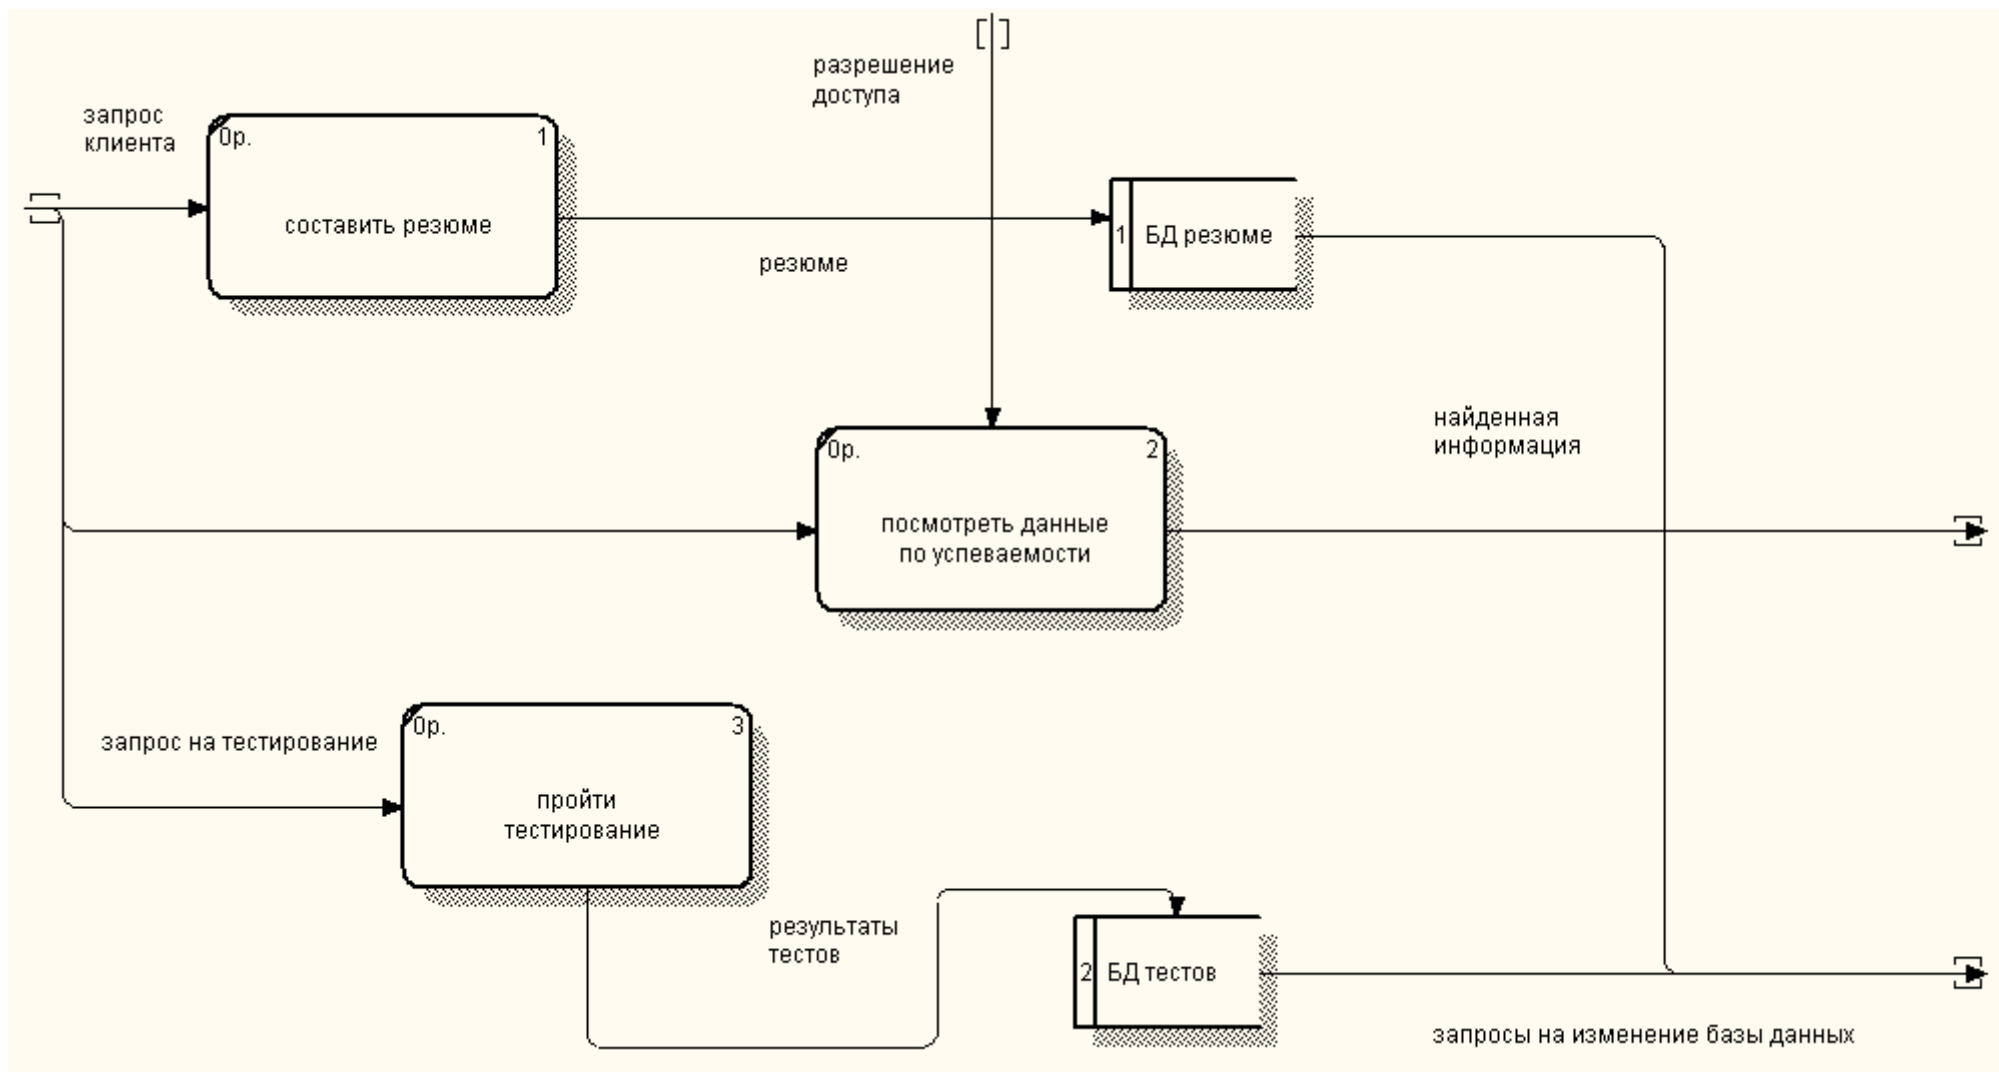 разрешение
доступа
запрос
клиента
0р.
1
составить резюме
резюме
1
БД резюме
найденная
информация
0р.
2
посмотреть данные
по успеваемости
запрос на тестирование
0р.
3
пройти
тестирование
результаты
тестов
2
БД тестов
запросы на изменение базы данных